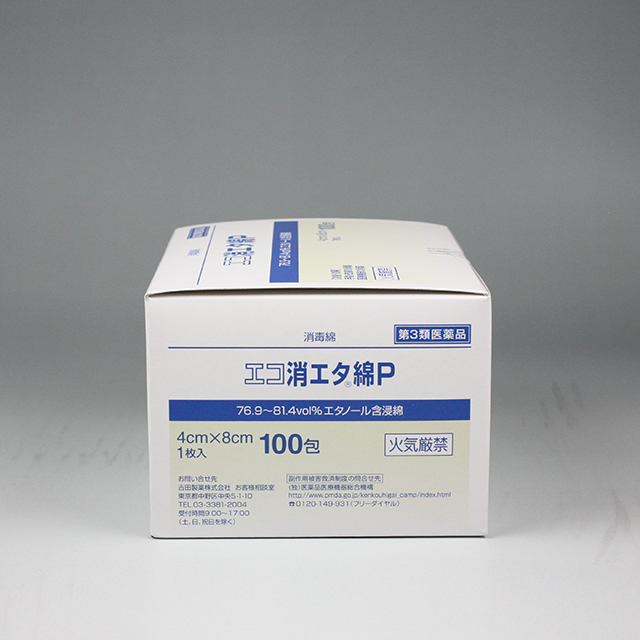 エコ消エタ綿P
消毒綿
第3類医薬品
エコ消エタ®綿P
76.9～81.4vol%エタノール含浸綿
4cm×8cm 100包
1枚入
火気厳禁
お問い合せ先
吉田製薬株式会社 お客様相談室
東京都中野区中央5-1-10
TEL.03-3381-2004
受付時間9:00～17:00
(土、日、祝日を除く)
副作用被害救済制度の問合せ先
(独)医薬品医療機器総合機構
http://www.pmda.go.jp/kenkouhigai_camp/index.html
0120-149-931(フリーダイヤル)